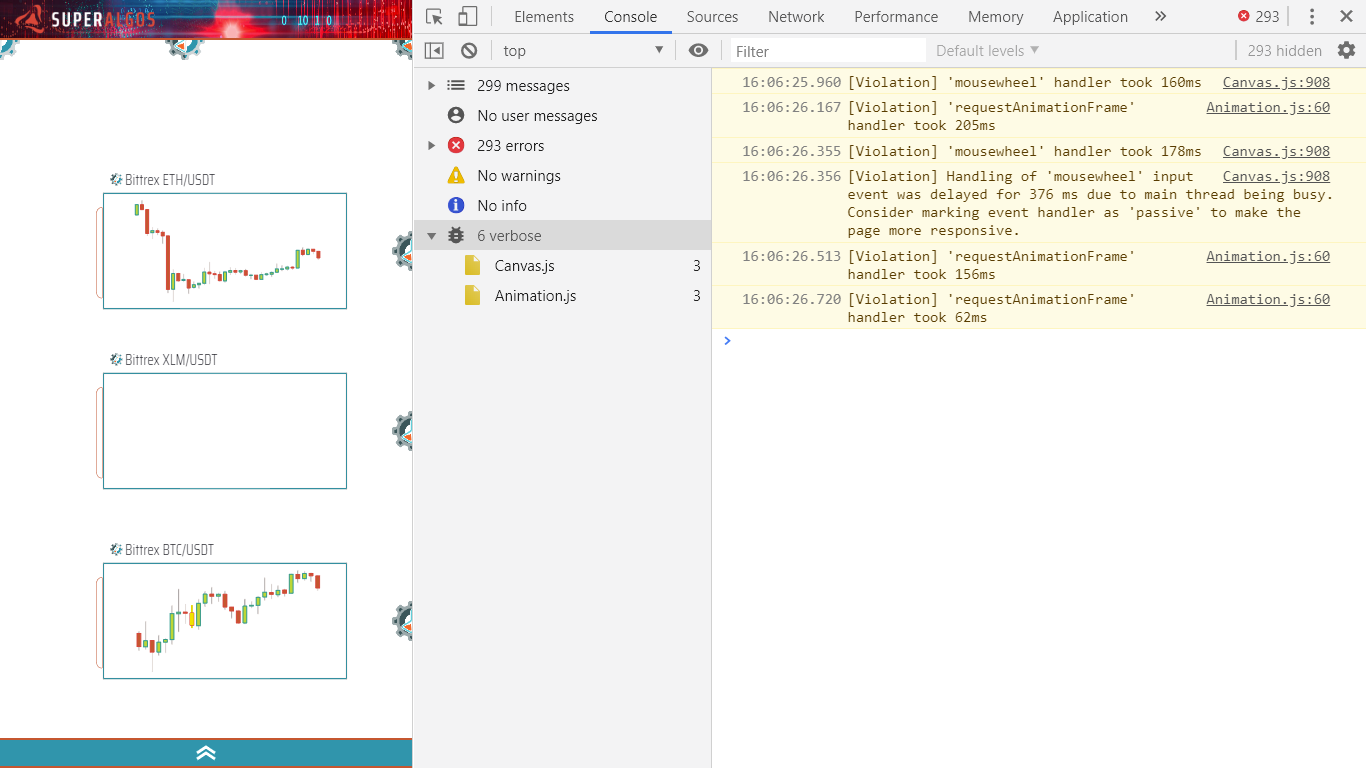 SUPERALGOS
0 10 1 0
Bittrex ETH/USDT
Bittrex XLM/USDT
Bittrex BTC/USDT
Elements Console Sources Network Performance Memory Application » 293
top Filter Default levels 293 hidden
299 messages
No user messages
293 errors
No warnings
No info
6 verbose
Canvas.js 3
Animation.js 3
16:06:25.960 [Violation] 'mousewheel' handler took 160ms Canvas.js:908
16:06:26.167 [Violation] 'requestAnimationFrame' Animation.js:60
handler took 205ms
16:06:26.355 [Violation] 'mousewheel' handler took 178ms Canvas.js:908
16:06:26.356 [Violation] Handling of 'mousewheel' input Canvas.js:908
event was delayed for 376 ms due to main thread being busy.
Consider marking event handler as 'passive' to make the
page more responsive.
16:06:26.513 [Violation] 'requestAnimationFrame' Animation.js:60
handler took 156ms
16:06:26.720 [Violation] 'requestAnimationFrame' Animation.js:60
handler took 62ms